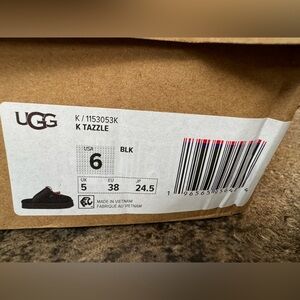 UGG
K / 1153053K
K TAZZLE
USA
6
BLK
UK EU JP
5 38 24.5
MADE IN VIETNAM
FABRIQUÉ AU VIETNAM